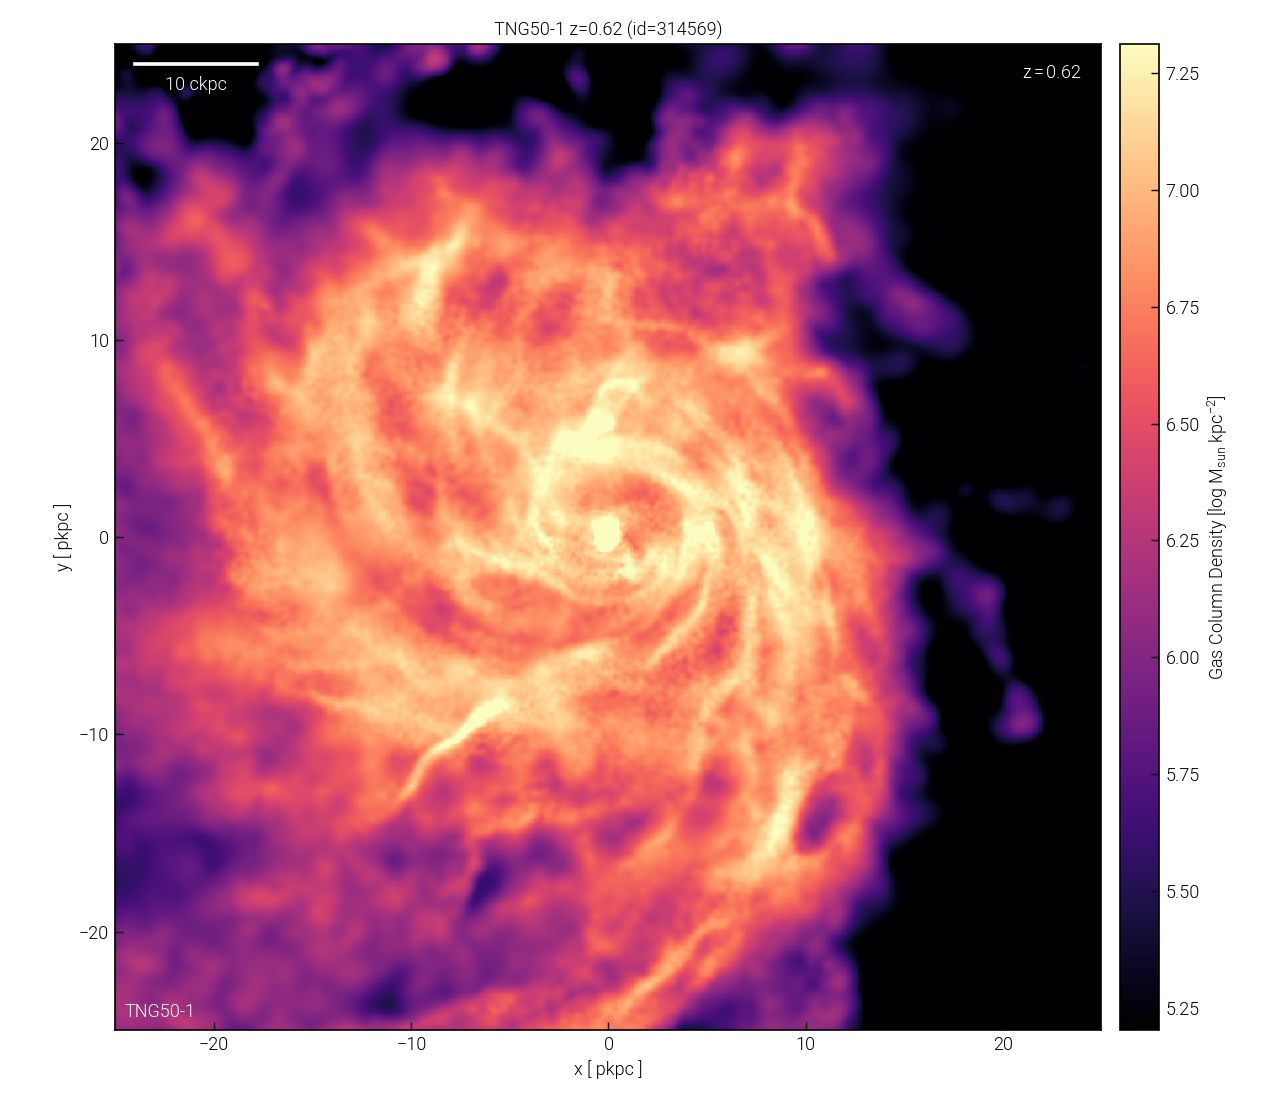 TNG50-1 z=0.62 (id=314569)
10 ckpc
z=0.62
20
10
0
−10
−20
y [ pkpc ]
−20
−10
0
10
20
x [ pkpc ]
TNG50-1
7.25
7.00
6.75
6.50
6.25
6.00
5.75
5.50
5.25
Gas Column Density [log M_sun kpc^−2]